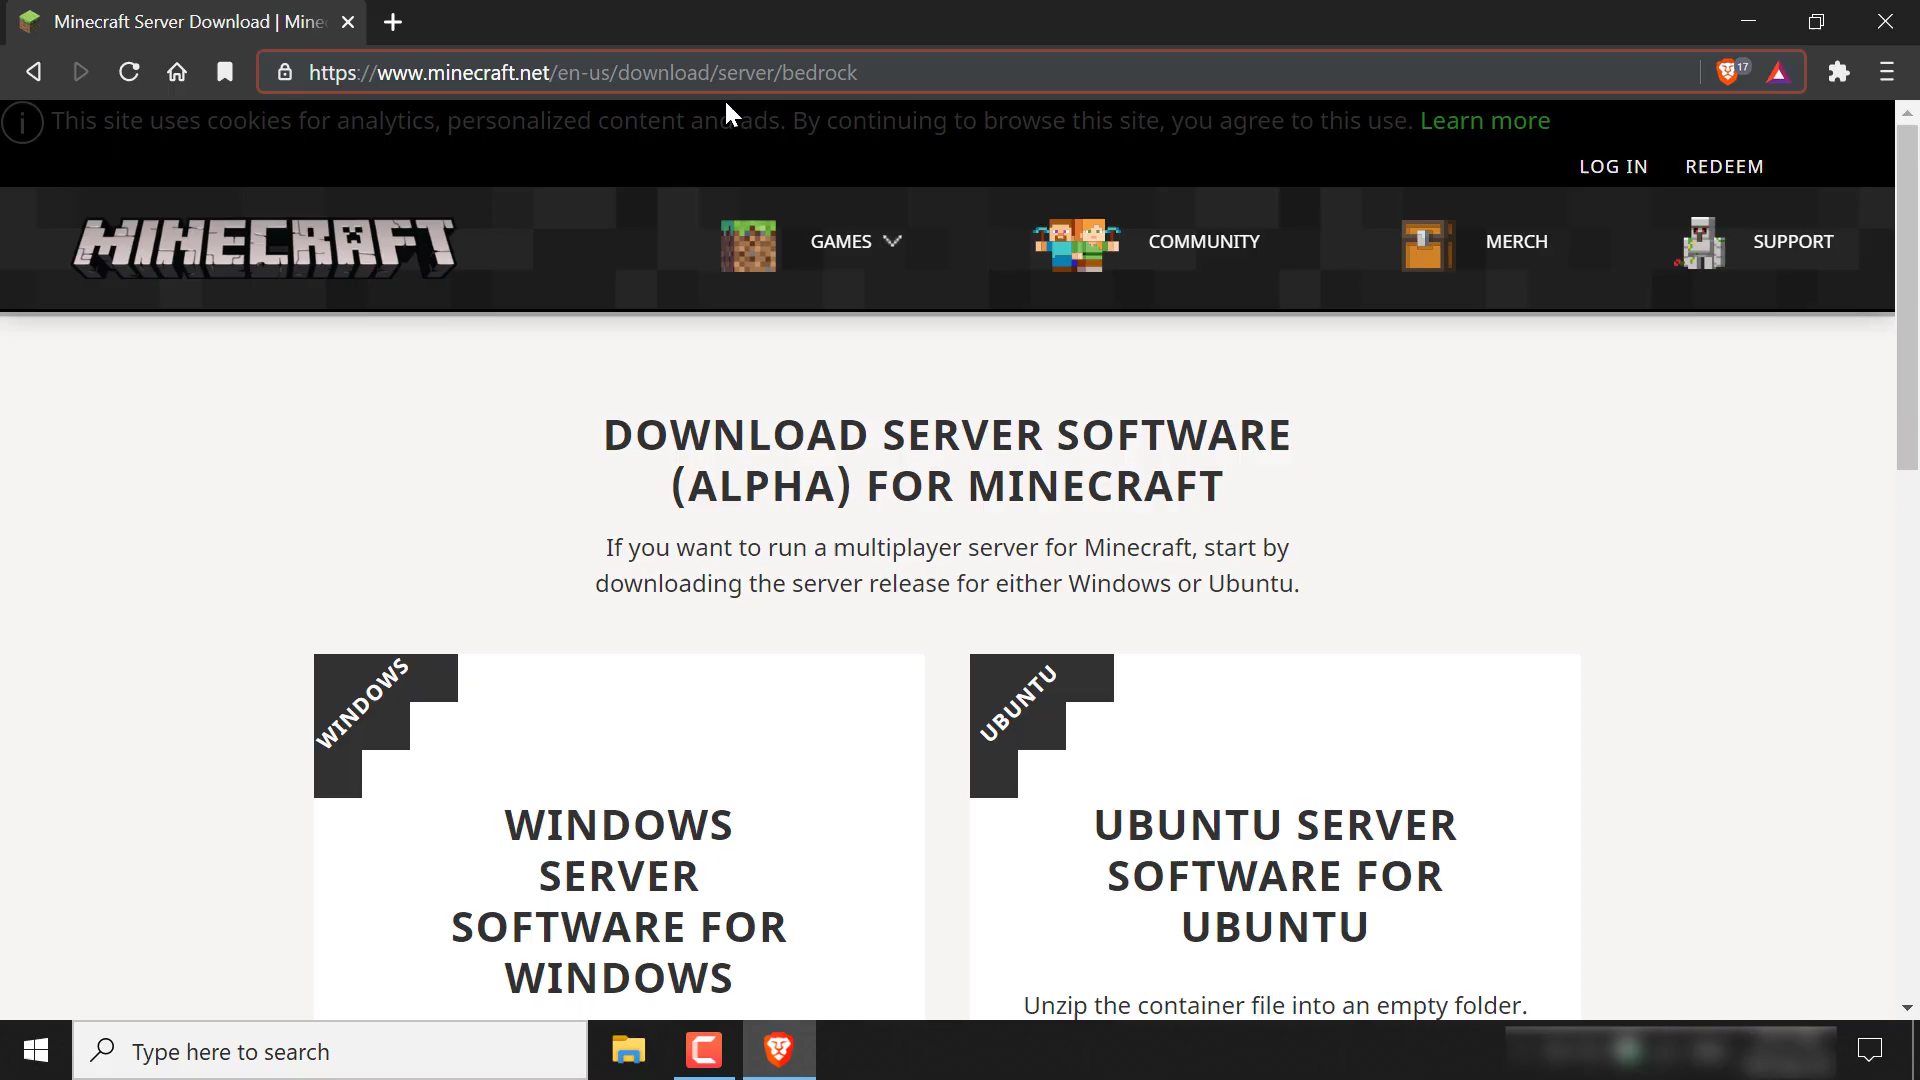 Minecraft Server Download | Mine
https://www.minecraft.net/en-us/download/server/bedrock
17
This site uses cookies for analytics, personalized content and ads. By continuing to browse this site, you agree to this use. Learn more
LOG IN
REDEEM
MINECRAFT
GAMES
COMMUNITY
MERCH
SUPPORT
DOWNLOAD SERVER SOFTWARE
(ALPHA) FOR MINECRAFT
If you want to run a multiplayer server for Minecraft, start by
downloading the server release for either Windows or Ubuntu.
WINDOWS
WINDOWS
SERVER
SOFTWARE FOR
WINDOWS
UBUNTU
UBUNTU SERVER
SOFTWARE FOR
UBUNTU
Unzip the container file into an empty folder.
Type here to search